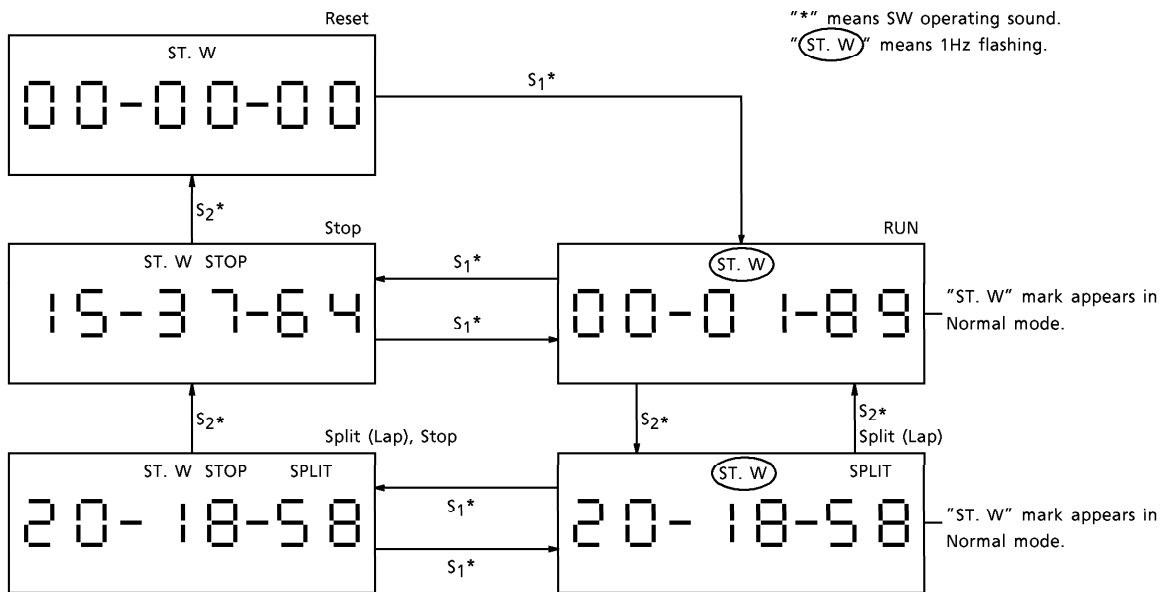 Reset
"*" means SW operating sound.
"ST. W" means 1Hz flashing.
ST. W
00-00-00
S1*
S2*
Stop
RUN
ST. W STOP
15-37-64
S1*
S1*
ST. W
00-01-89
"ST. W" mark appears in
Normal mode.
S2*
S2*
S2*
Split (Lap), Stop
Split (Lap)
ST. W STOP SPLIT
20-18-58
S1*
S1*
ST. W SPLIT
20-18-58
"ST. W" mark appears in
Normal mode.